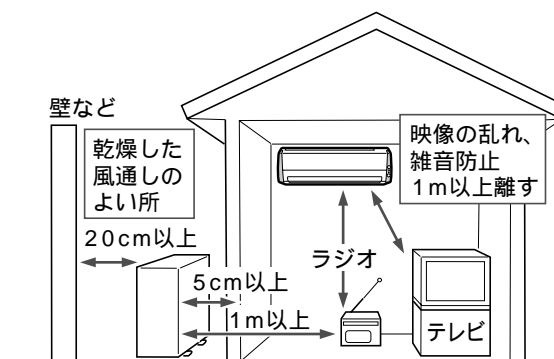 壁など
乾燥した
風通しの
よい所
映像の乱れ、
雑音防止
1m以上離す
20cm以上
ラジオ
5cm以上
1m以上
テレビ